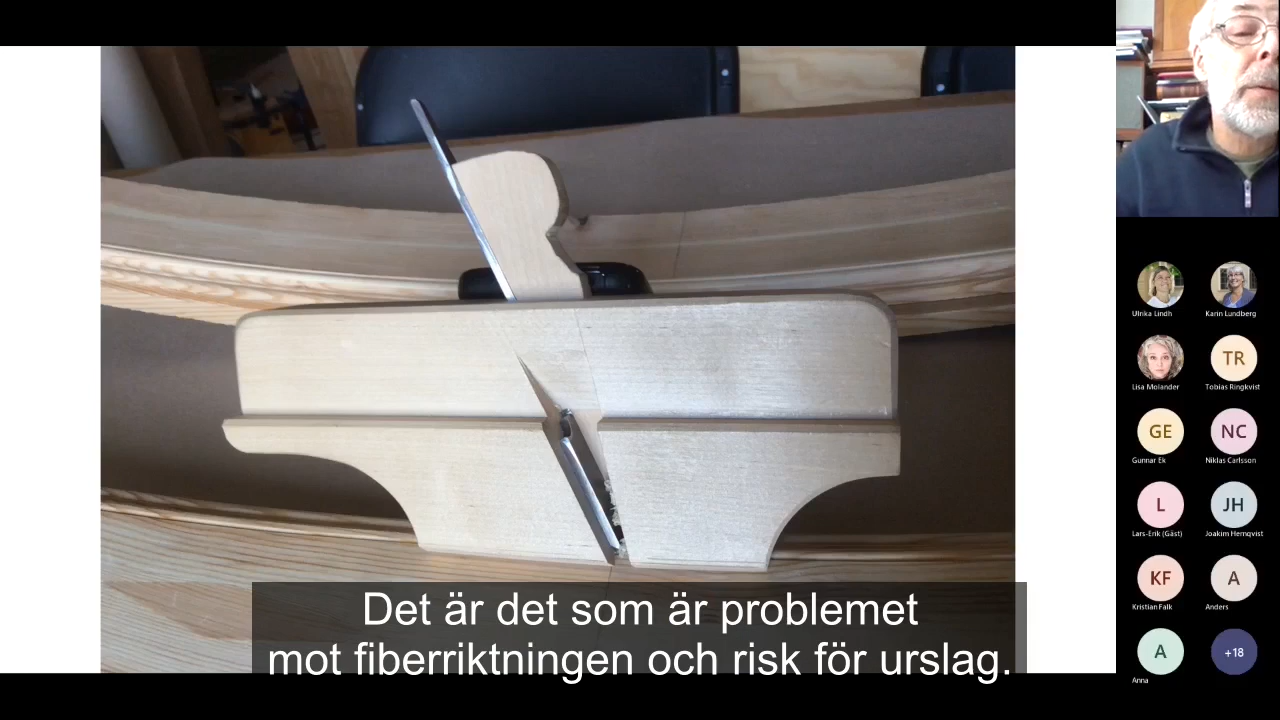 Det är det som är problemet
mot fiberriktningen och risk för urslag.
Ulrika Lindh
Karin Lundberg
Lisa Molander
TR
Tobias Ringkvist
GE
Gunnar Ek
NC
Niklas Carlsson
L
Lars-Erik (Gäst)
JH
Joakim Hernqvist
KF
Kristian Falk
A
Anders
A
Anna
+18